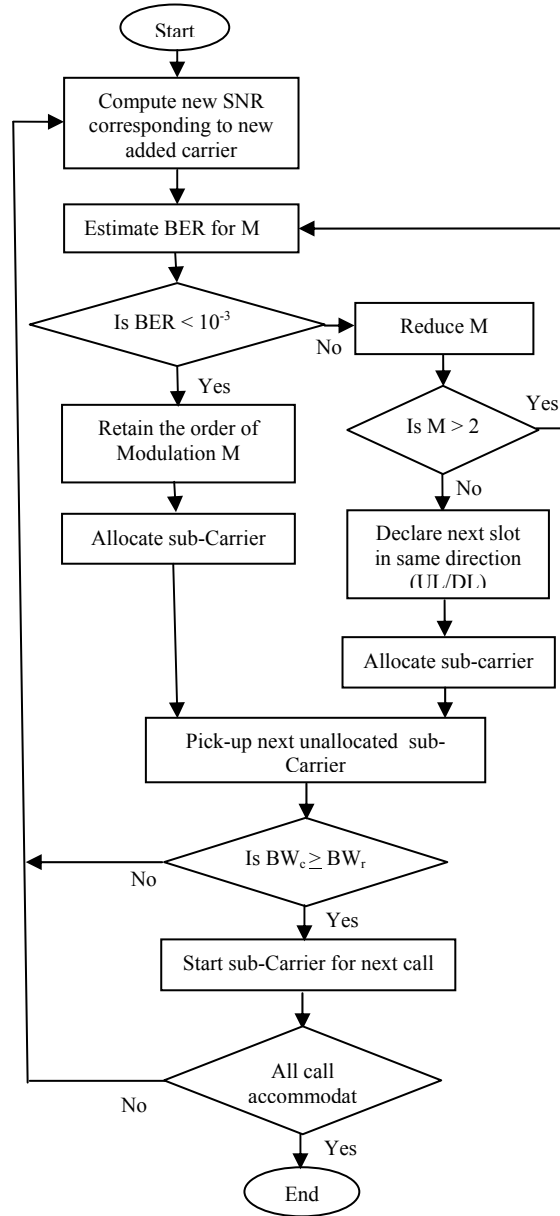 Start
Compute new SNR
corresponding to new
added carrier
Estimate BER for M
Is BER < 10⁻³
No
Reduce M
Yes
Retain the order of
Modulation M
Is M > 2
Yes
No
Allocate sub-Carrier
Declare next slot
in same direction
(UL/DL)
Allocate sub-carrier
Pick-up next unallocated sub-
Carrier
Is BWc ≥ BWr
No
Yes
Start sub-Carrier for next call
All call
accommodat
No
Yes
End